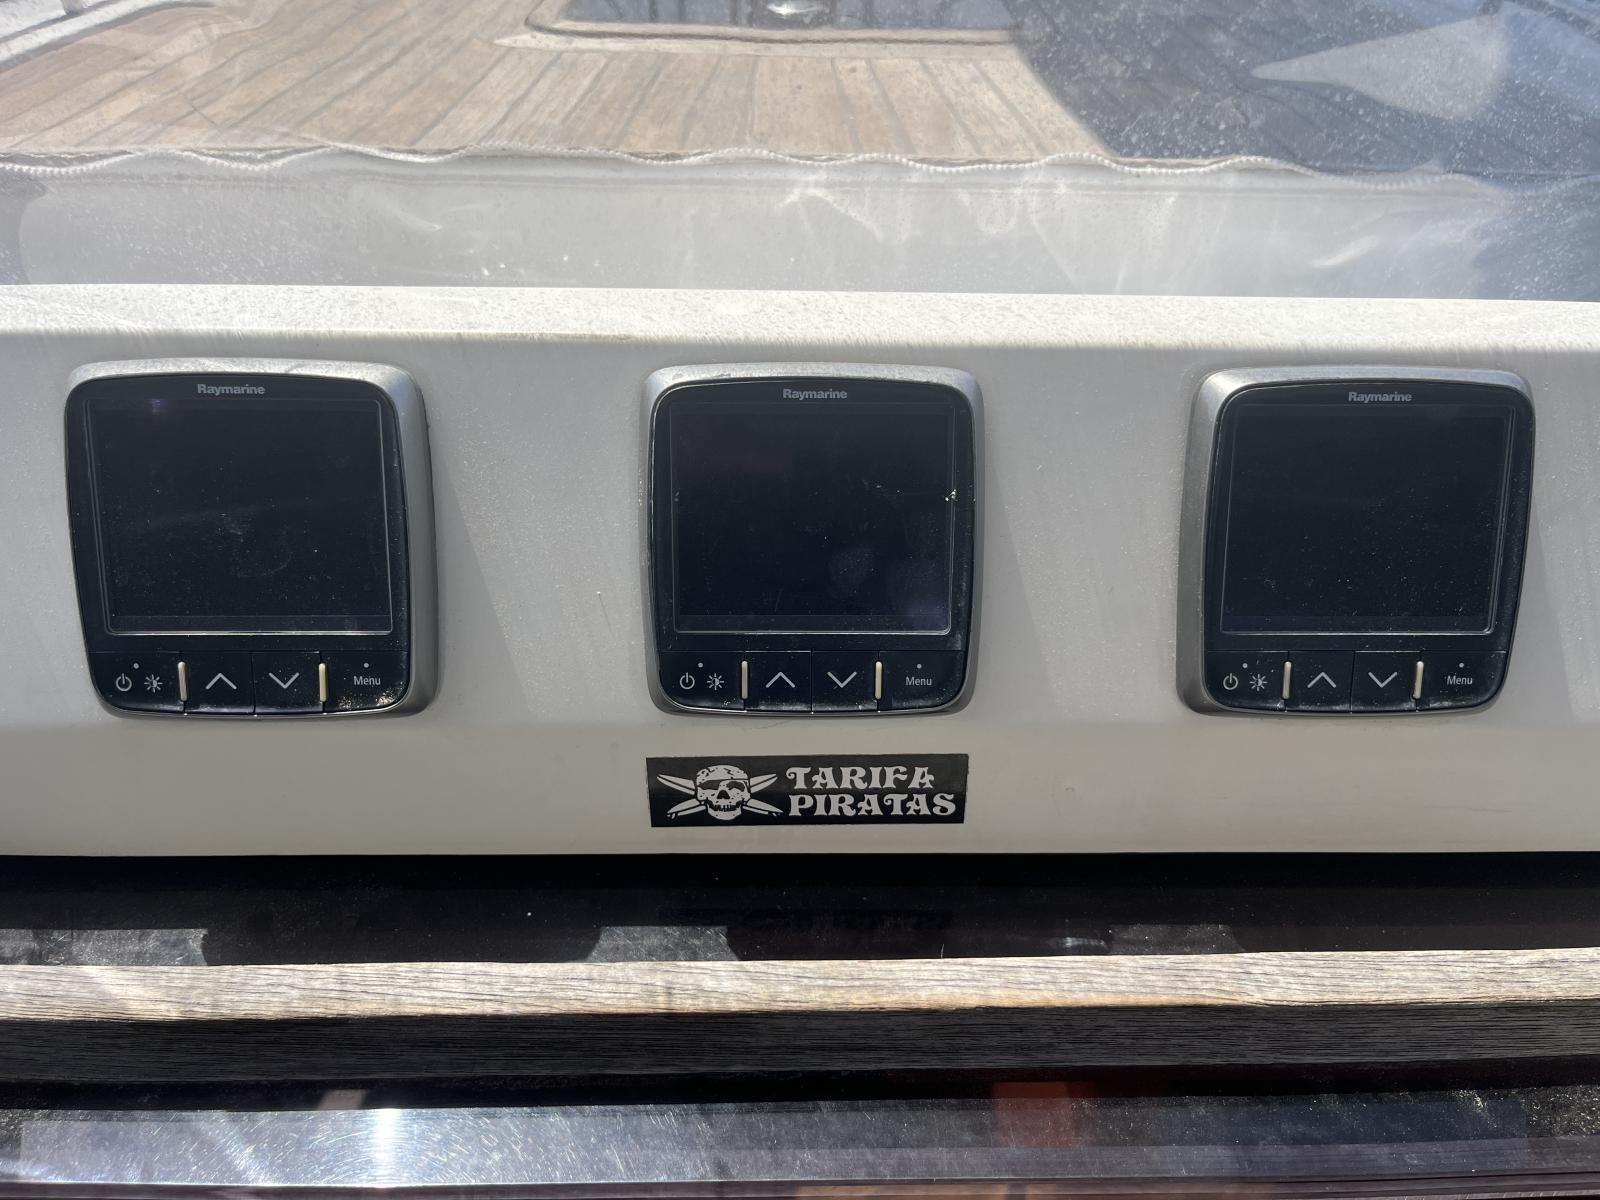 Raymarine
Raymarine
Raymarine
Menu
Menu
Menu
TARIFA
PIRATAS